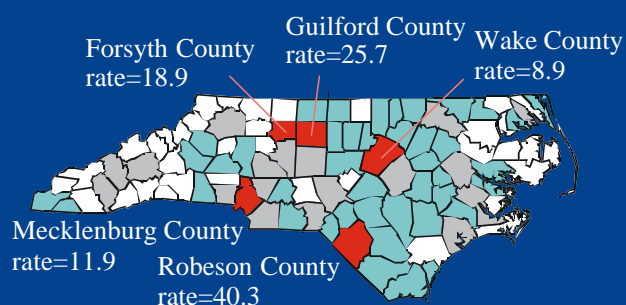 Forsyth County
rate=18.9
Guilford County
rate=25.7
Wake County
rate=8.9
Mecklenburg County
rate=11.9
Robeson County
rate=40.3